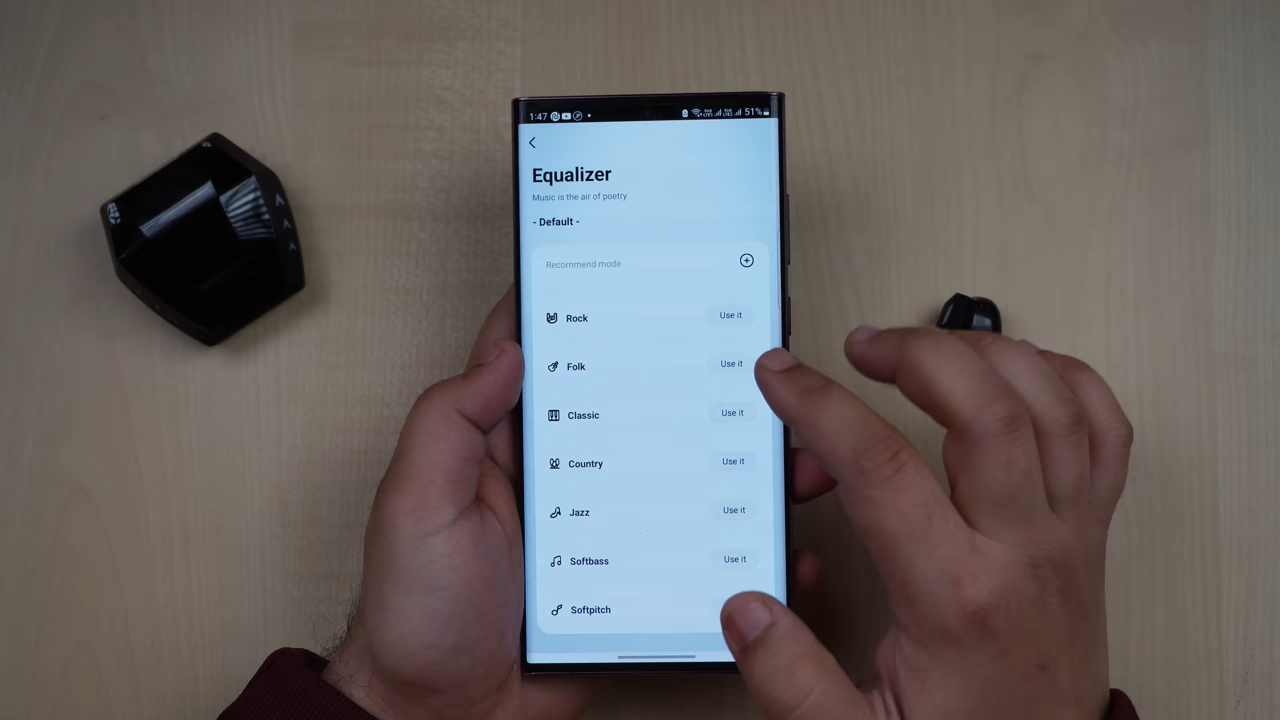 1:47
51%
Equalizer
Music is the air of poetry
- Default -
Recommend mode
Rock Use it
Folk Use it
Classic Use it
Country Use it
Jazz Use it
Softbass Use it
Softpitch